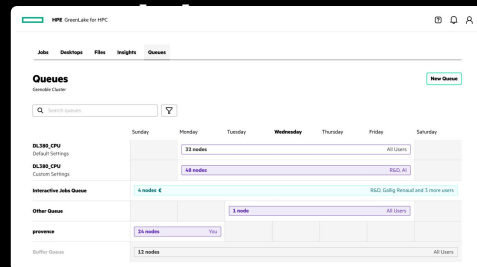 HPE GreenLake for HPC
Jobs Desktops Files Insights Queues
Queues
Grenoble Cluster
New Queue
Search queues
Sunday Monday Tuesday Wednesday Thursday Friday Saturday
DL380_CPU
Default Settings
32 nodes All Users
DL380_CPU
Custom Settings
48 nodes R&D, AI
Interactive Jobs Queue 4 nodes R&D, Gallig Renaud and 3 more users
Other Queue 1 node All Users
provence 24 nodes You
Buffer Queue 12 nodes All Users